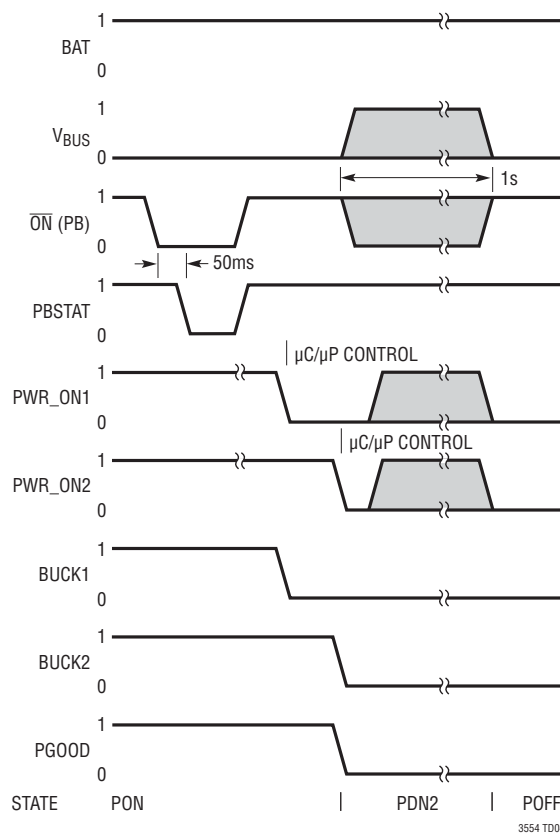 1
BAT
0
1
VBUS
0
1s
1
ON (PB)
0
50ms
1
PBSTAT
0
µC/µP CONTROL
1
PWR_ON1
0
µC/µP CONTROL
1
PWR_ON2
0
1
BUCK1
0
1
BUCK2
0
1
PGOOD
0
STATE PON PDN2 POFF
3554 TD0